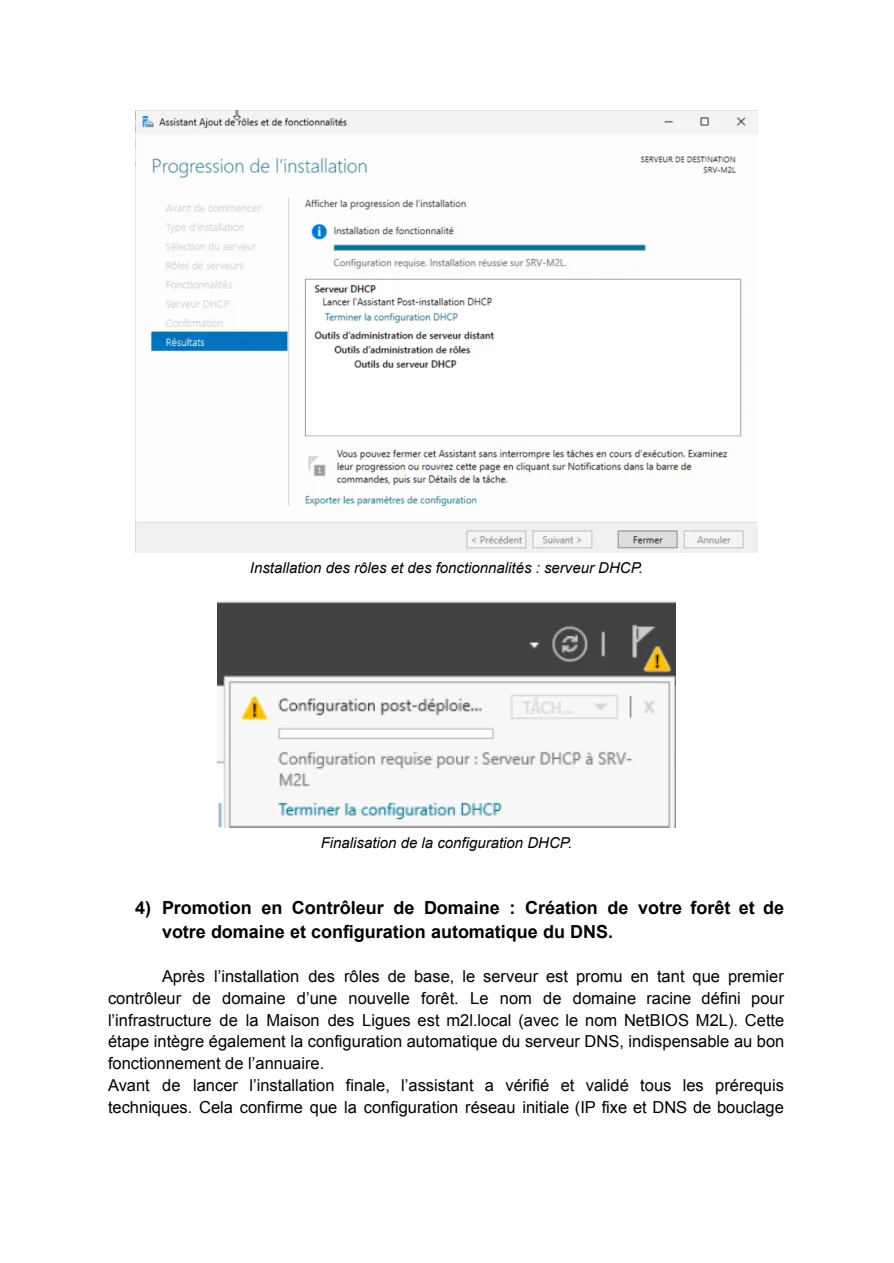 Assistant Ajout de rôles et de fonctionnalités
Progression de l'installation
SERVEUR DE DESTINATION
SRV-M2L
Avant de commencer
Type d'installation
Sélection du serveur
Rôles de serveurs
Fonctionnalités
Serveur DHCP
Confirmation
Résultats
Afficher la progression de l'installation
Installation de fonctionnalité
Configuration requise. Installation réussie sur SRV-M2L.
Serveur DHCP
Lancer l'Assistant Post-installation DHCP
Terminer la configuration DHCP
Outils d'administration de serveur distant
Outils d'administration de rôles
Outils du serveur DHCP
1
Vous pouvez fermer cet Assistant sans interrompre les tâches en cours d'exécution. Examinez
leur progression ou rouvrez cette page en cliquant sur Notifications dans la barre de
commandes, puis sur Détails de la tâche.
Exporter les paramètres de configuration
< Précédent
Suivant >
Fermer
Annuler
Installation des rôles et des fonctionnalités : serveur DHCP.
Configuration post-déploie...
TÂCH...
X
Configuration requise pour : Serveur DHCP à SRV-
M2L
Terminer la configuration DHCP
Finalisation de la configuration DHCP.
4) Promotion en Contrôleur de Domaine : Création de votre forêt et de
votre domaine et configuration automatique du DNS.
Après l'installation des rôles de base, le serveur est promu en tant que premier
contrôleur de domaine d'une nouvelle forêt. Le nom de domaine racine défini pour
l'infrastructure de la Maison des Ligues est m2l.local (avec le nom NetBIOS M2L). Cette
étape intègre également la configuration automatique du serveur DNS, indispensable au bon
fonctionnement de l'annuaire.
Avant de lancer l'installation finale, l'assistant a vérifié et validé tous les prérequis
techniques. Cela confirme que la configuration réseau initiale (IP fixe et DNS de bouclage